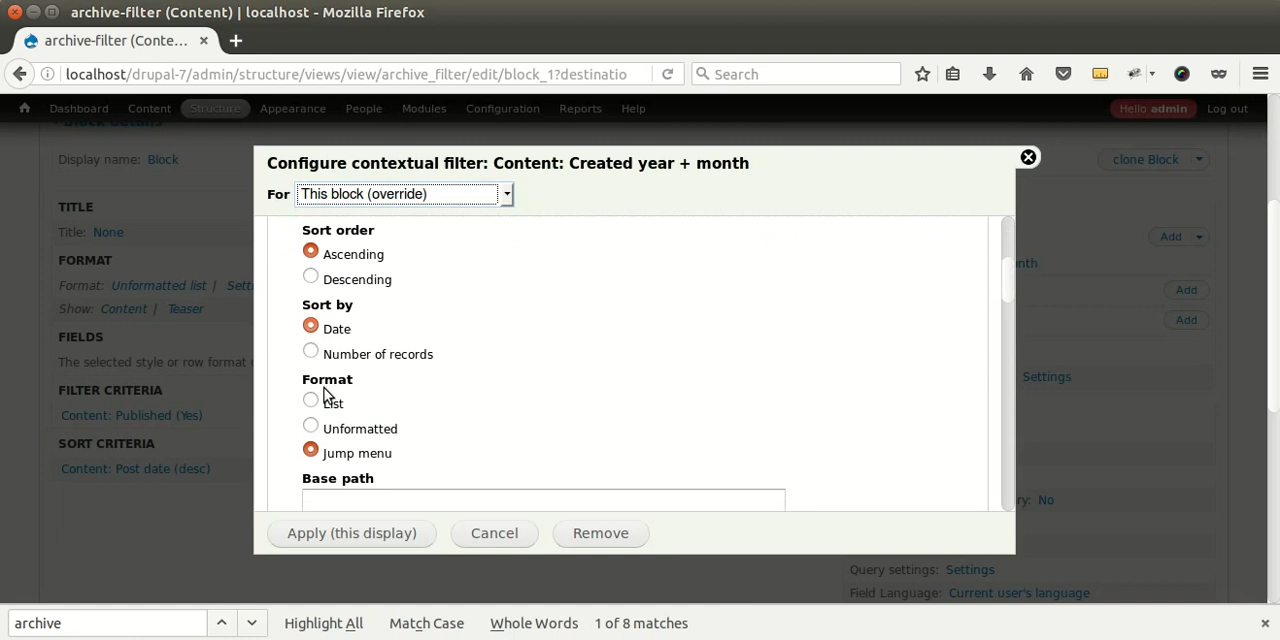 archive-filter (Content) | localhost - Mozilla Firefox
archive-filter (Conte... ×
localhost/drupal-7/admin/structure/views/view/archive_filter/edit/block_1?destinatio
Search
Dashboard Content Structure Appearance People Modules Configuration Reports Help Hello admin Log out
Block details
Display name: Block
clone Block
Configure contextual filter: Content: Created year + month
For This block (override)
TITLE
Title: None
FORMAT
Format: Unformatted list | Setti
Show: Content | Teaser
FIELDS
The selected style or row format
FILTER CRITERIA
Content: Published (Yes)
SORT CRITERIA
Content: Post date (desc)
Sort order
Ascending
Descending
Sort by
Date
Number of records
Format
List
Unformatted
Jump menu
Base path
Apply (this display) Cancel Remove
Add
onth
Add
Add
Settings
ry: No
Query settings: Settings
Field Language: Current user's language
archive
Highlight All Match Case Whole Words 1 of 8 matches